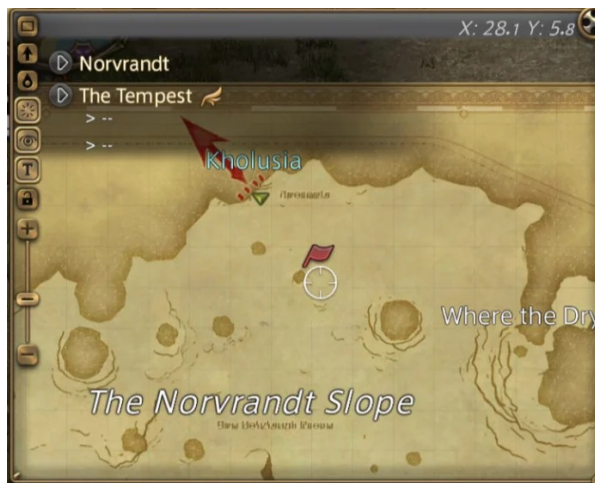 X: 28.1 Y: 5.8
Norvrandt
The Tempest
> --
> --
Kholusia
T
Where the Dry
The Norvrandt Slope